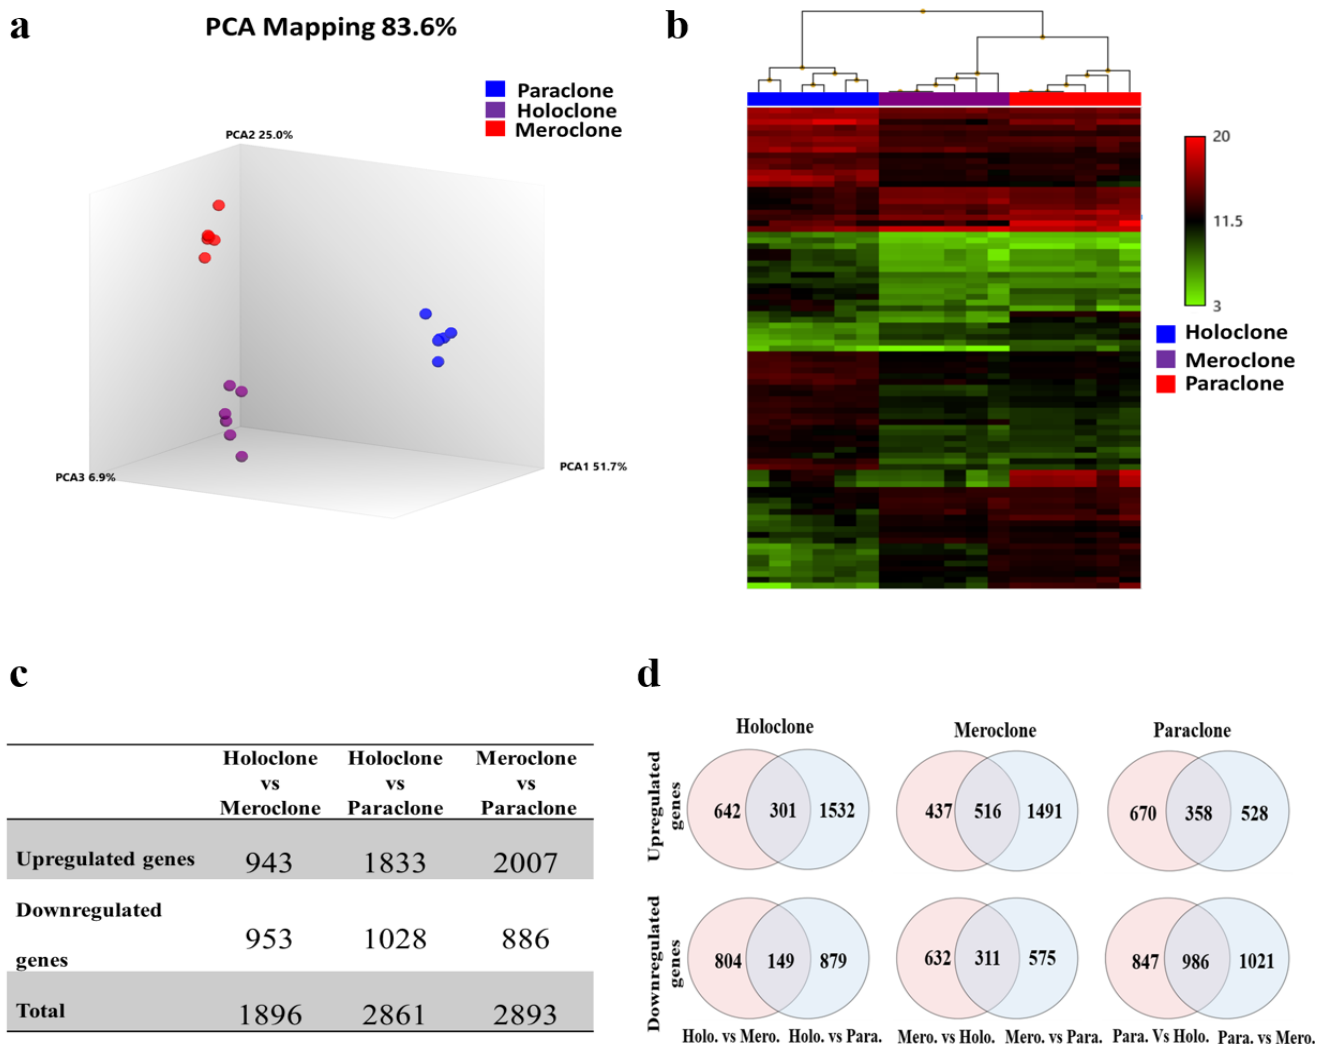 a
PCA Mapping 83.6%
Paraclone
Holoclone
Meroclone
PCA2 25.0%
PCA3 6.9%
PCA1 51.7%
b
20
11.5
3
Holoclone
Meroclone
Paraclone
c
Holoclone vs Meroclone
Holoclone vs Paraclone
Meroclone vs Paraclone
Upregulated genes 943 1833 2007
Downregulated genes 953 1028 886
Total 1896 2861 2893
d
Holoclone Meroclone Paraclone
Upregulated genes
642 301 1532
437 516 1491
670 358 528
Downregulated genes
804 149 879
632 311 575
847 986 1021
Holo. vs Mero. Holo. vs Para. Mero. vs Holo. Mero. vs Para. Para. Vs Holo. Para. vs Mero.